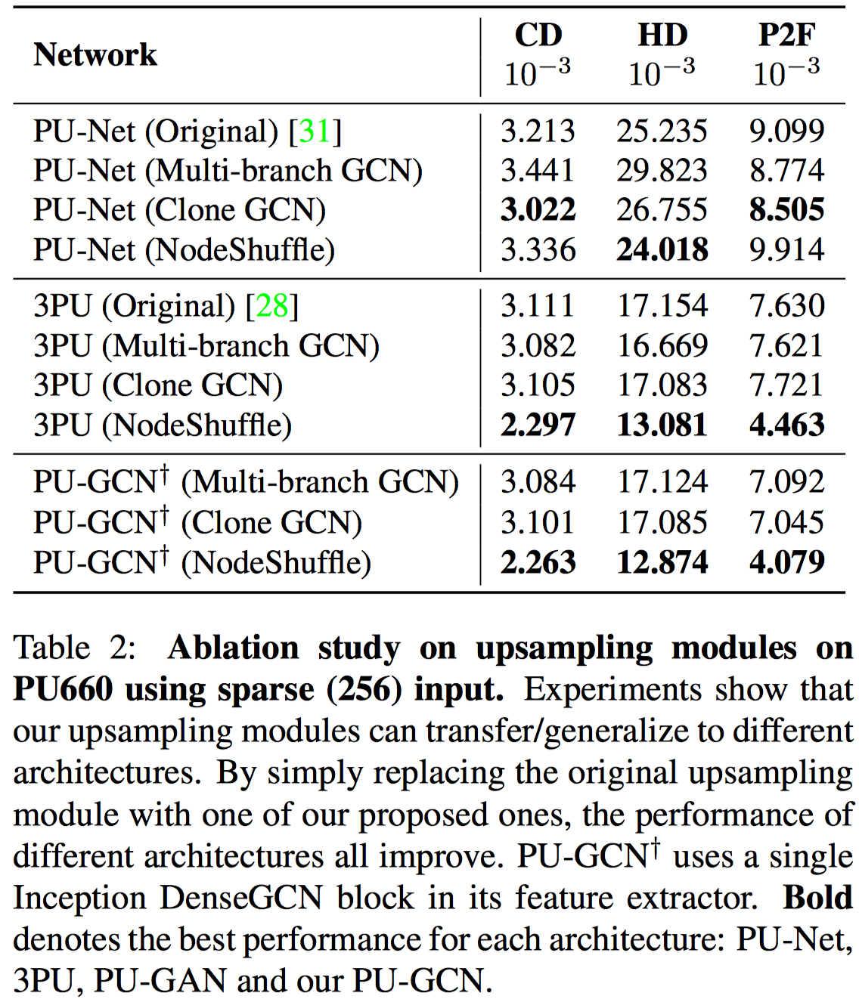 Network CD HD P2F
10⁻³ 10⁻³ 10⁻³
PU-Net (Original) [31] 3.213 25.235 9.099
PU-Net (Multi-branch GCN) 3.441 29.823 8.774
PU-Net (Clone GCN) 3.022 26.755 8.505
PU-Net (NodeShuffle) 3.336 24.018 9.914
3PU (Original) [28] 3.111 17.154 7.630
3PU (Multi-branch GCN) 3.082 16.669 7.621
3PU (Clone GCN) 3.105 17.083 7.721
3PU (NodeShuffle) 2.297 13.081 4.463
PU-GCN† (Multi-branch GCN) 3.084 17.124 7.092
PU-GCN† (Clone GCN) 3.101 17.085 7.045
PU-GCN† (NodeShuffle) 2.263 12.874 4.079
Table 2: Ablation study on upsampling modules on
PU660 using sparse (256) input. Experiments show that
our upsampling modules can transfer/generalize to different
architectures. By simply replacing the original upsampling
module with one of our proposed ones, the performance of
different architectures all improve. PU-GCN† uses a single
Inception DenseGCN block in its feature extractor. Bold
denotes the best performance for each architecture: PU-Net,
3PU, PU-GAN and our PU-GCN.